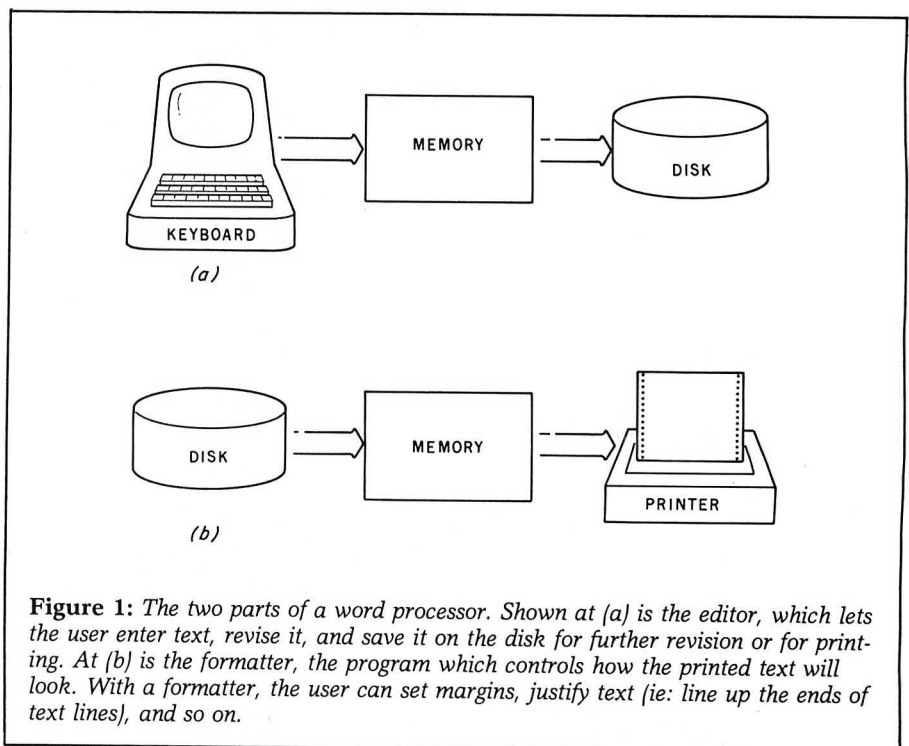 MEMORY
DISK
KEYBOARD
(a)
DISK
MEMORY
PRINTER
(b)
Figure 1: The two parts of a word processor. Shown at (a) is the editor, which lets
the user enter text, revise it, and save it on the disk for further revision or for print-
ing. At (b) is the formatter, the program which controls how the printed text will
look. With a formatter, the user can set margins, justify text (ie: line up the ends of
text lines), and so on.